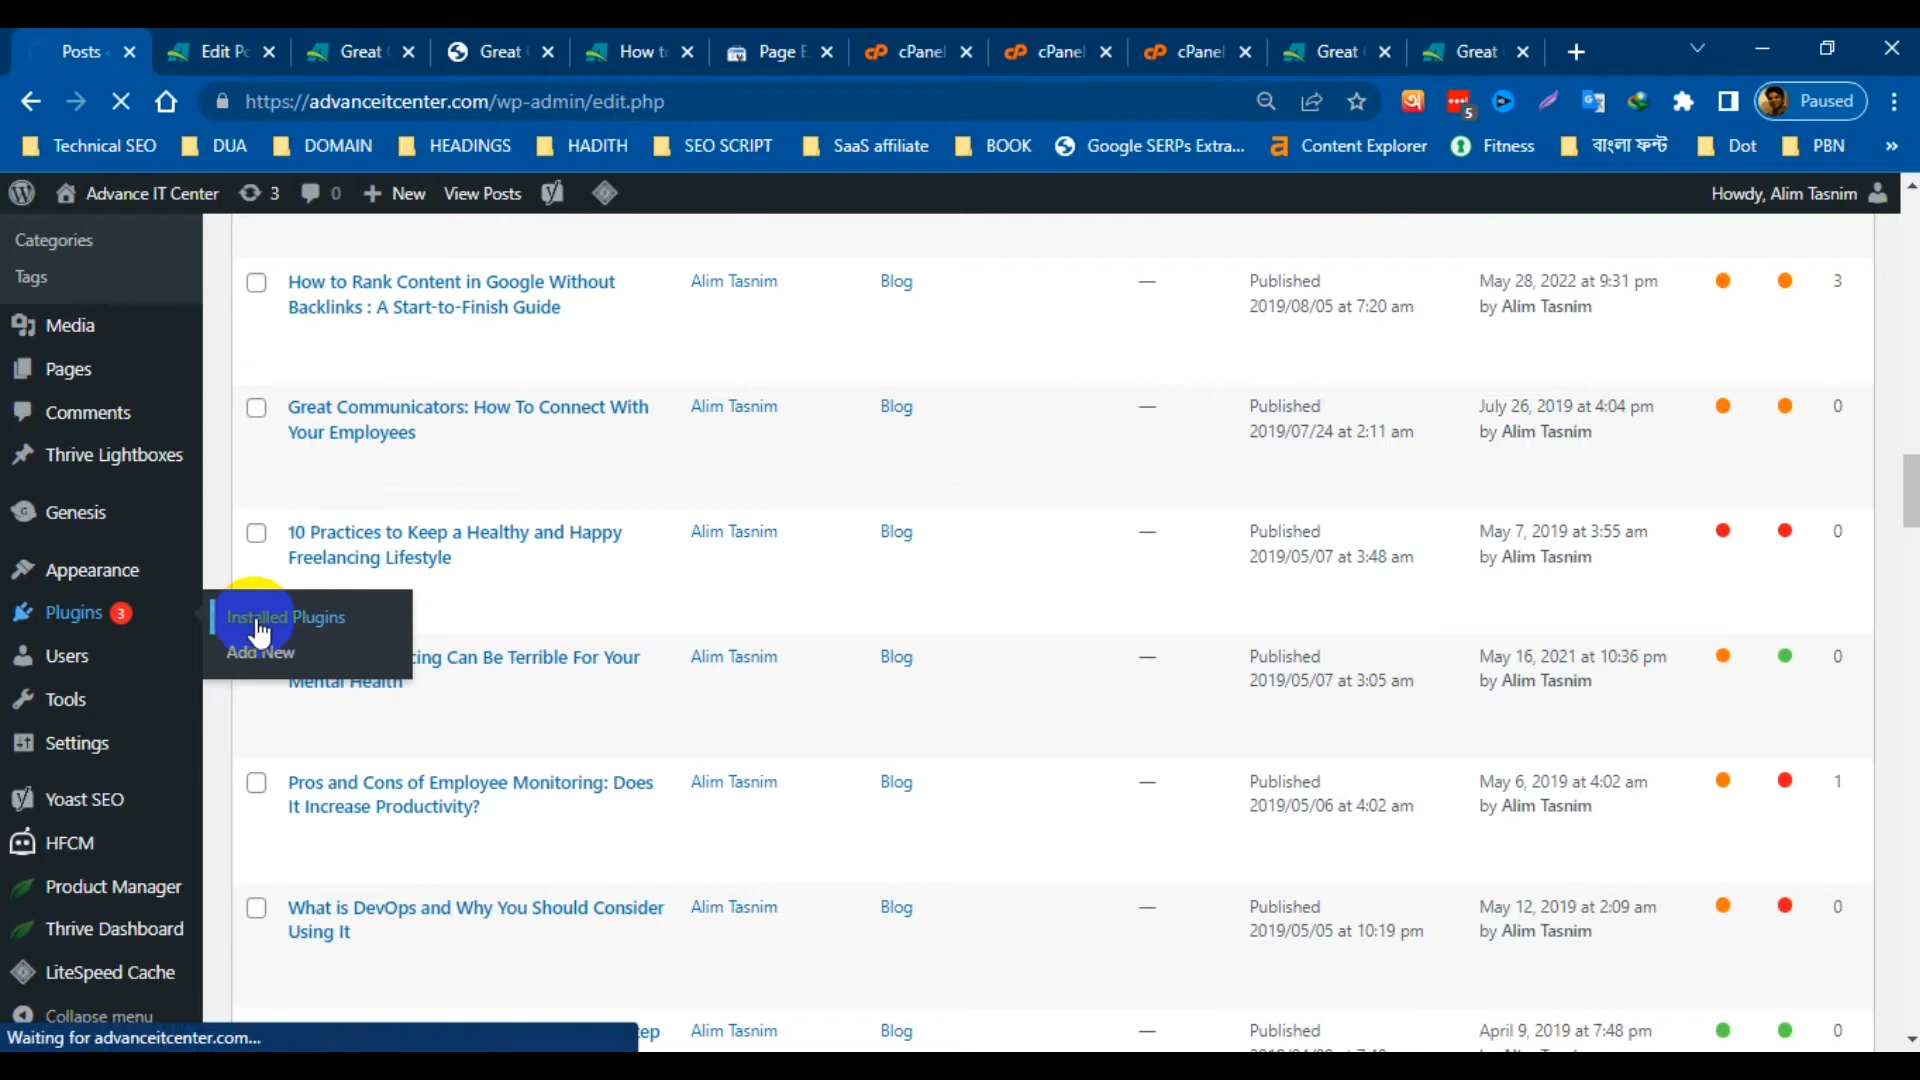 Posts
Edit Po
Great
Great
How to
Page E
cPanel
cPanel
cPanel
Great
Great
https://advanceitcenter.com/wp-admin/edit.php
5
Paused
Technical SEO
DUA
DOMAIN
HEADINGS
HADITH
SEO SCRIPT
SaaS affiliate
BOOK
Google SERPs Extra...
Content Explorer
Fitness
বাংলা ফন্ট
Dot
PBN
»
Advance IT Center
3
0
+ New
View Posts
Howdy, Alim Tasnim
Categories
Tags
Media
Pages
Comments
Thrive Lightboxes
Genesis
Appearance
Plugins 3
Users
Tools
Settings
Yoast SEO
HFCM
Product Manager
Thrive Dashboard
LiteSpeed Cache
Collapse menu
Installed Plugins
Add New
How to Rank Content in Google Without
Backlinks : A Start-to-Finish Guide
Alim Tasnim
Blog
—
Published
2019/08/05 at 7:20 am
May 28, 2022 at 9:31 pm
by Alim Tasnim
3
Great Communicators: How To Connect With
Your Employees
Alim Tasnim
Blog
—
Published
2019/07/24 at 2:11 am
July 26, 2019 at 4:04 pm
by Alim Tasnim
0
10 Practices to Keep a Healthy and Happy
Freelancing Lifestyle
Alim Tasnim
Blog
—
Published
2019/05/07 at 3:48 am
May 7, 2019 at 3:55 am
by Alim Tasnim
0
cing Can Be Terrible For Your
Mental Health
Alim Tasnim
Blog
—
Published
2019/05/07 at 3:05 am
May 16, 2021 at 10:36 pm
by Alim Tasnim
0
Pros and Cons of Employee Monitoring: Does
It Increase Productivity?
Alim Tasnim
Blog
—
Published
2019/05/06 at 4:02 am
May 6, 2019 at 4:02 am
by Alim Tasnim
1
What is DevOps and Why You Should Consider
Using It
Alim Tasnim
Blog
—
Published
2019/05/05 at 10:19 pm
May 12, 2019 at 2:09 am
by Alim Tasnim
0
Alim Tasnim
Blog
—
Published
April 9, 2019 at 7:48 pm
0
Waiting for advanceitcenter.com...